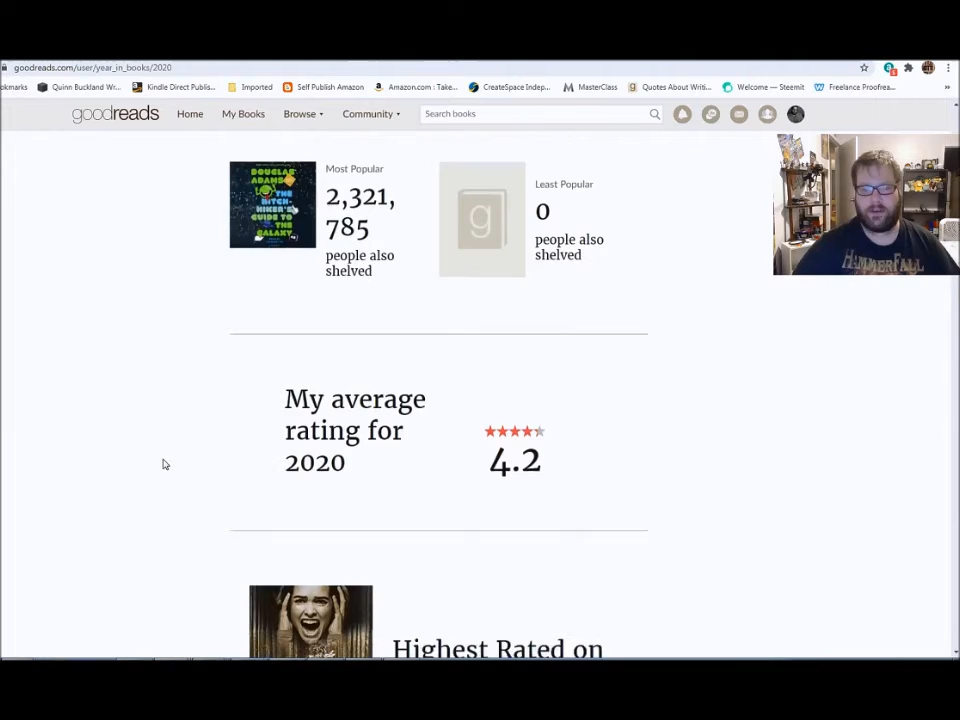 goodreads.com/user/year_in_books/2020
okmarks Quinn Buckland Wr... Kindle Direct Publis... Imported Self Publish Amazon Amazon.com : Take... CreateSpace Indep... MasterClass Quotes About Writi... Welcome — Steemit Freelance Proofrea...
goodreads Home My Books Browse Community Search books
DOUGLAS
ADAMS
THE
HITCH-
HIKER'S
GUIDE TO
THE
GALAXY
Most Popular
2,321,
785
people also
shelved
g
Least Popular
0
people also
shelved
HAMMERFALL
My average
rating for
2020
4.2
Highest Rated on